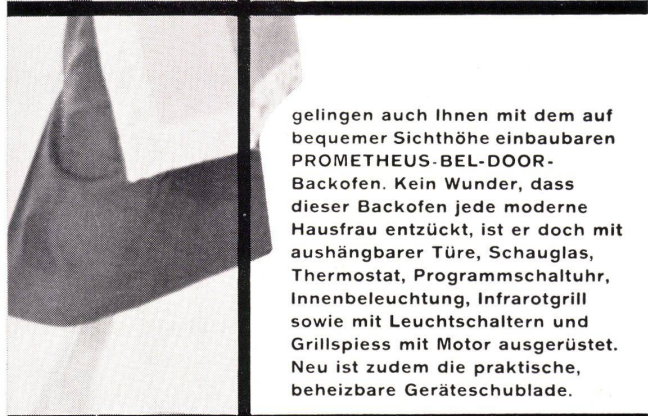 gelingen auch Ihnen mit dem auf
bequemer Sichthöhe einbaubaren
PROMETHEUS-BEL-DOOR-
Backofen. Kein Wunder, dass
dieser Backofen jede moderne
Hausfrau entzückt, ist er doch mit
aushängbarer Türe, Schauglas,
Thermostat, Programmschaltuhr,
Innenbeleuchtung, Infrarotgrill
sowie mit Leuchtschaltern und
Grillspiess mit Motor ausgerüstet.
Neu ist zudem die praktische,
beheizbare Geräteschublade.